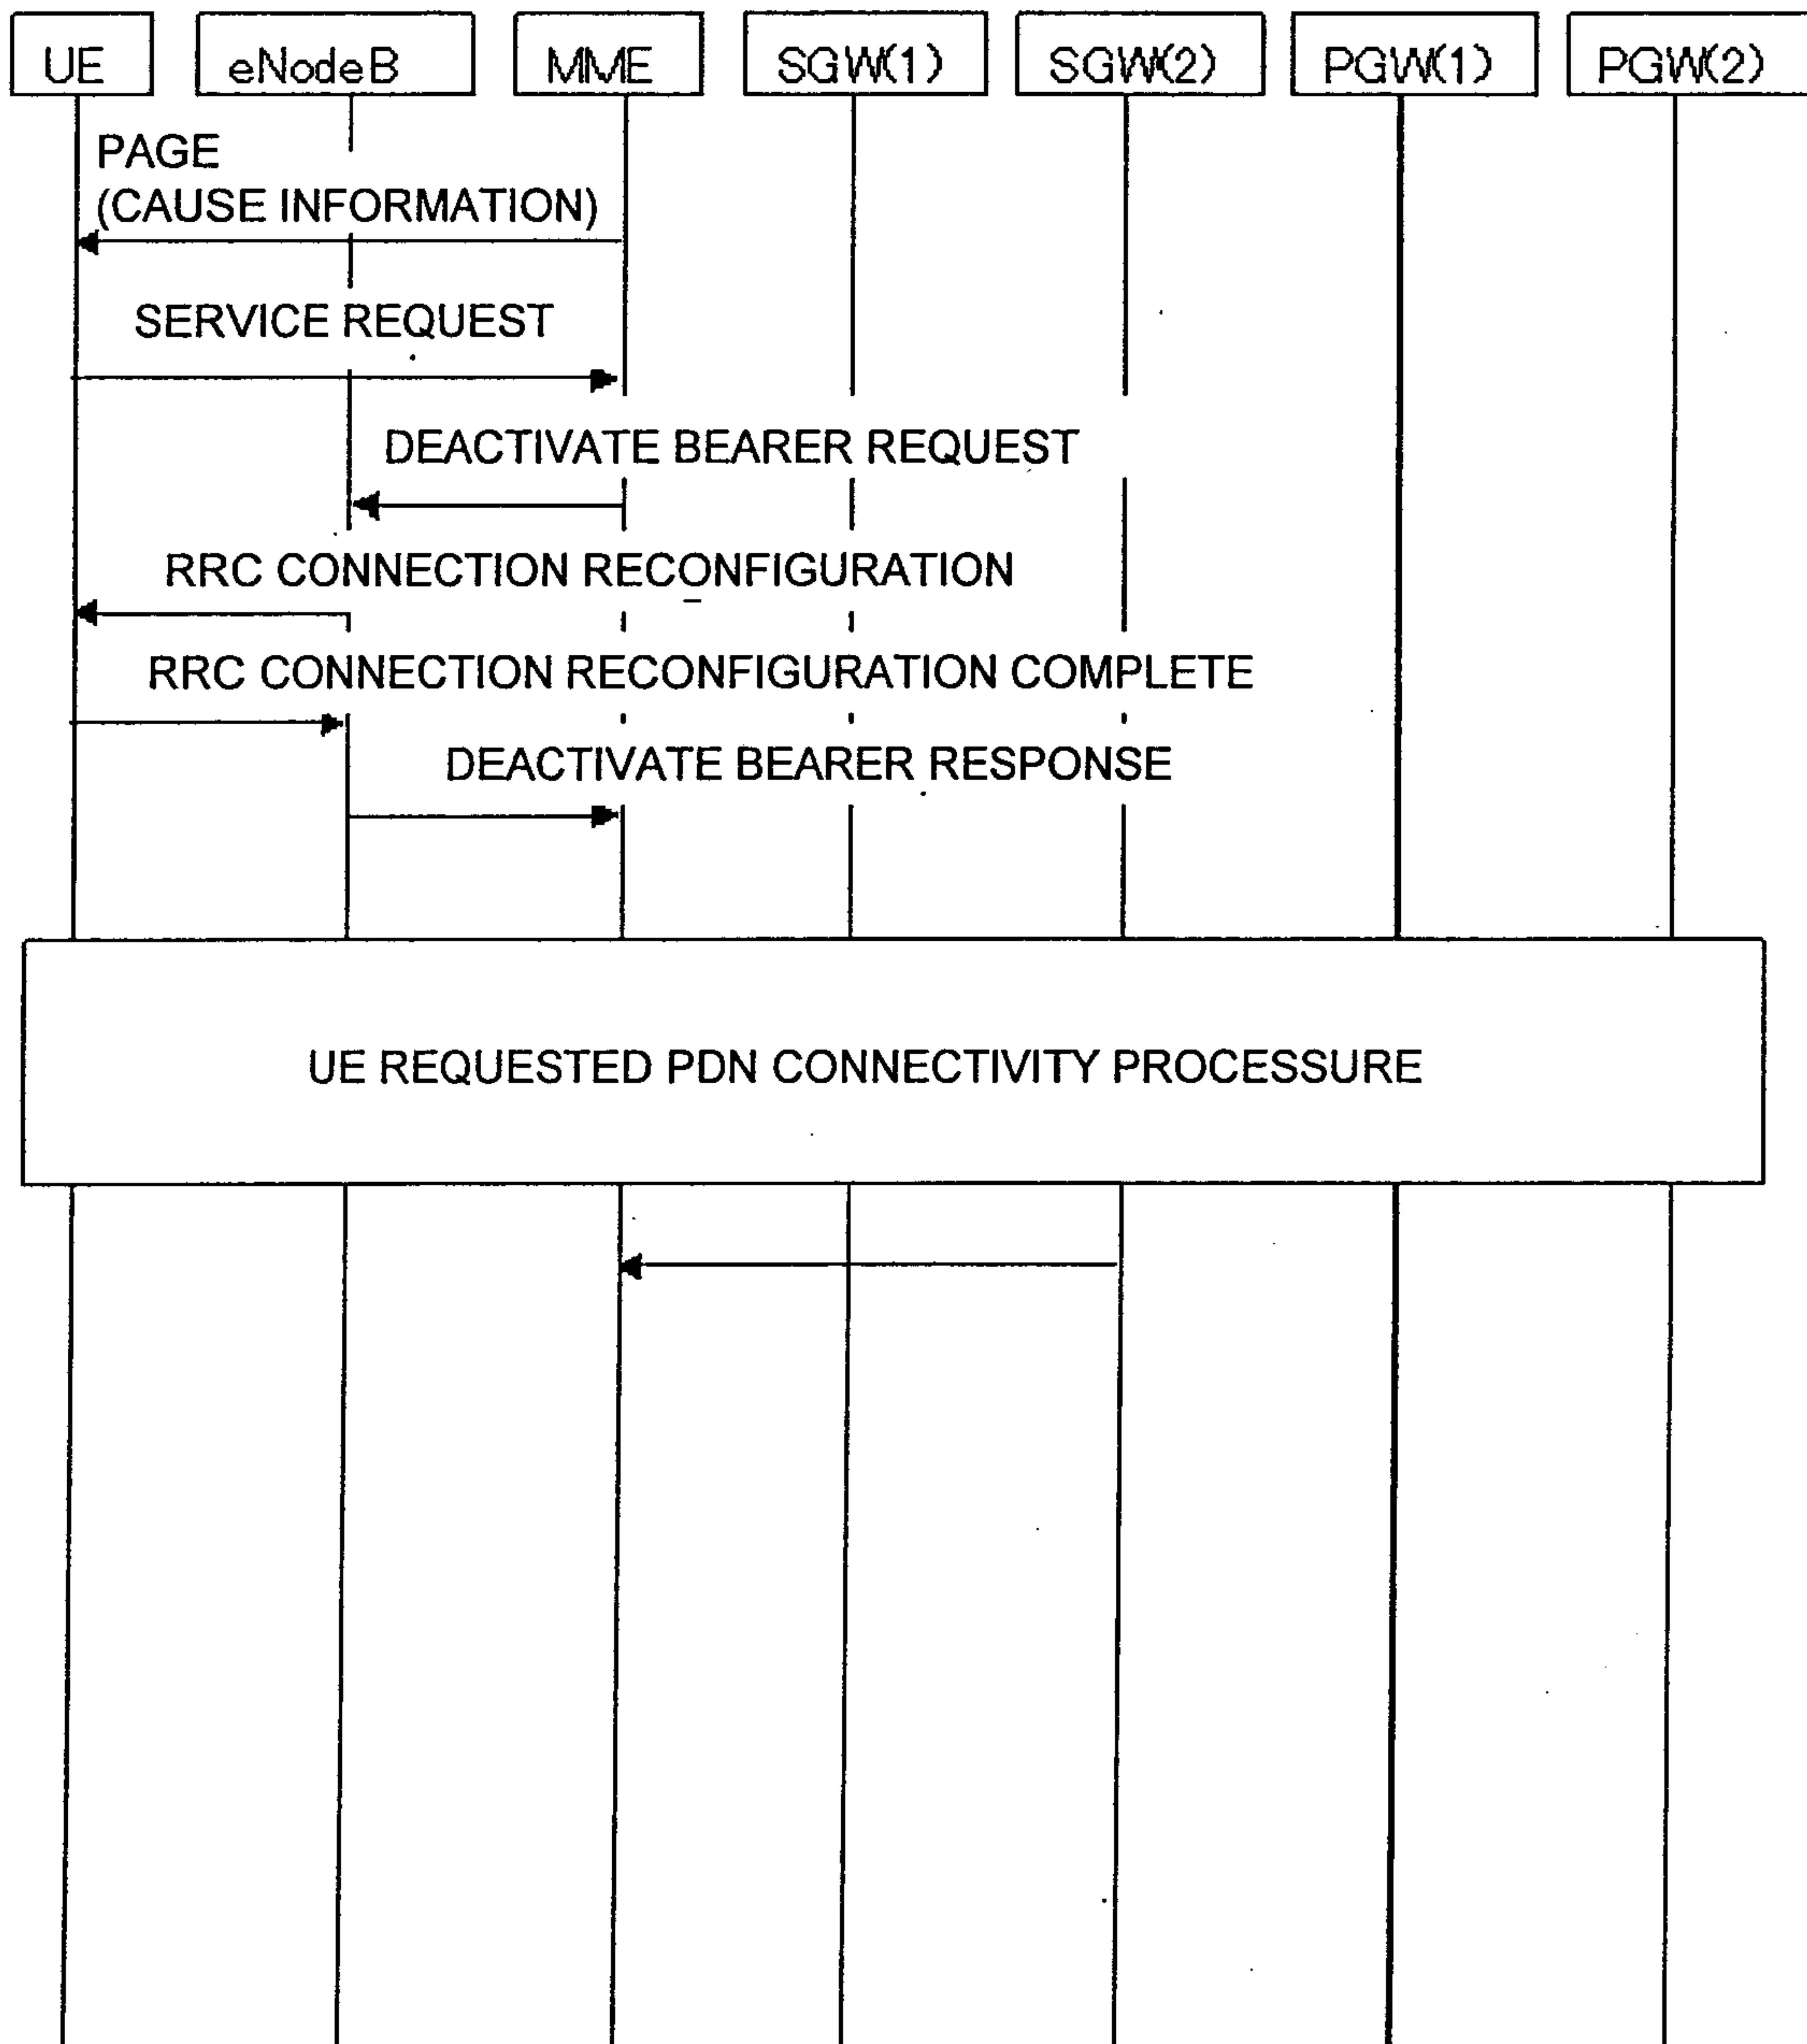 UE
eNodeB
MME
SGW(1)
SGW(2)
PGW(1)
PGW(2)
PAGE
(CAUSE INFORMATION)
SERVICE REQUEST
DEACTIVATE BEARER REQUEST
RRC CONNECTION RECONFIGURATION
RRC CONNECTION RECONFIGURATION COMPLETE
DEACTIVATE BEARER RESPONSE
UE REQUESTED PDN CONNECTIVITY PROCESSURE